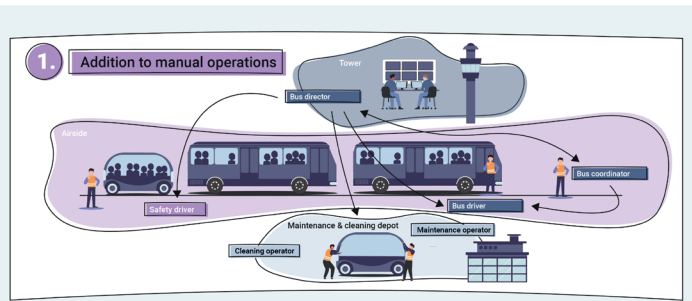 1.
Addition to manual operations
Tower
Bus director
Airside
Bus coordinator
Safety driver
Bus driver
Maintenance & cleaning depot
Maintenance operator
Cleaning operator